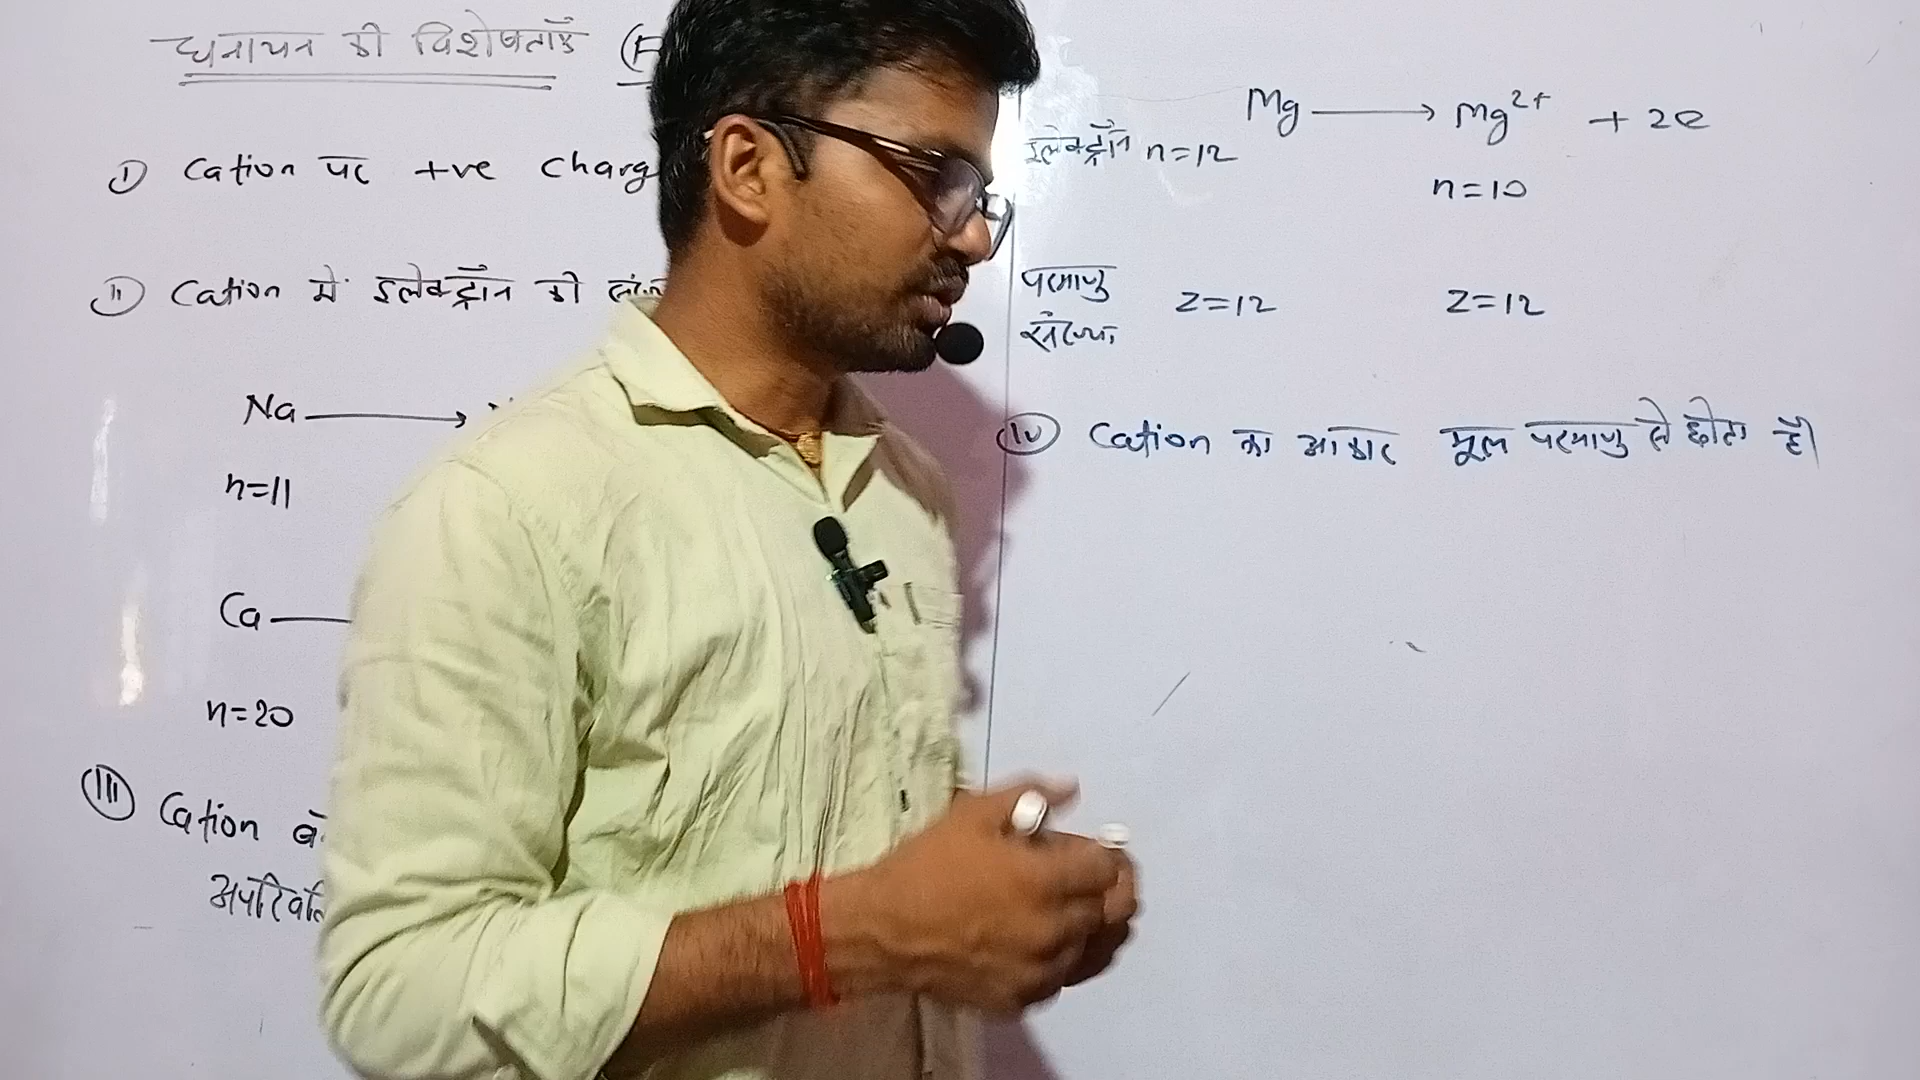 धनायन की विशेषताएँ (F
I) Cation पर +ve Charg
II) Cation में इलेक्ट्रॉन की संख्
Na ⟶
n=11
Ca —
n=20
III Cation के
अपरिवर्ति
Mg ⟶ Mg²⁺ + 2e
इलेक्ट्रॉन n=12
n=10
परमाणु
संख्या
Z=12 Z=12
IV Cation का आकार मूल परमाणु से छोटा है।